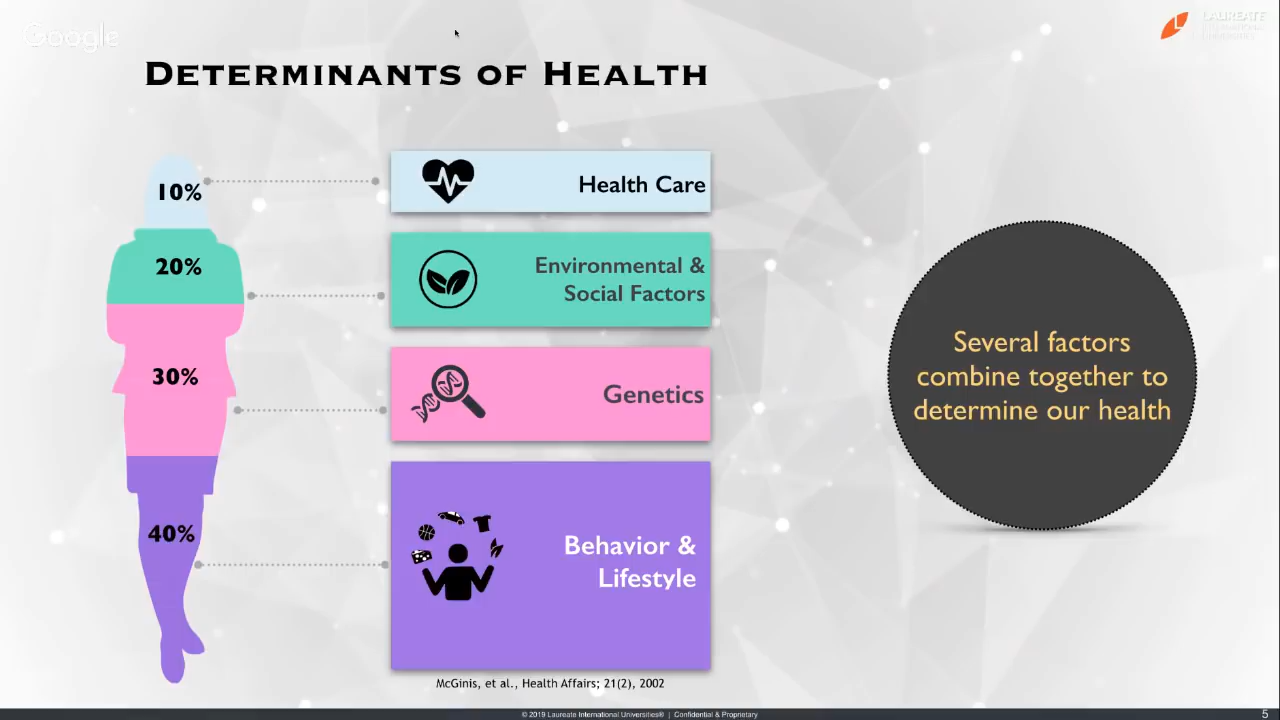 Google
LAUREATE
INTERNATIONAL
UNIVERSITIES
DETERMINANTS OF HEALTH
10%
Health Care
20%
Environmental &
Social Factors
30%
Genetics
40%
Behavior &
Lifestyle
Several factors
combine together to
determine our health
McGinis, et al., Health Affairs; 21(2), 2002
© 2019 Laureate International Universities® | Confidential & Proprietary
5